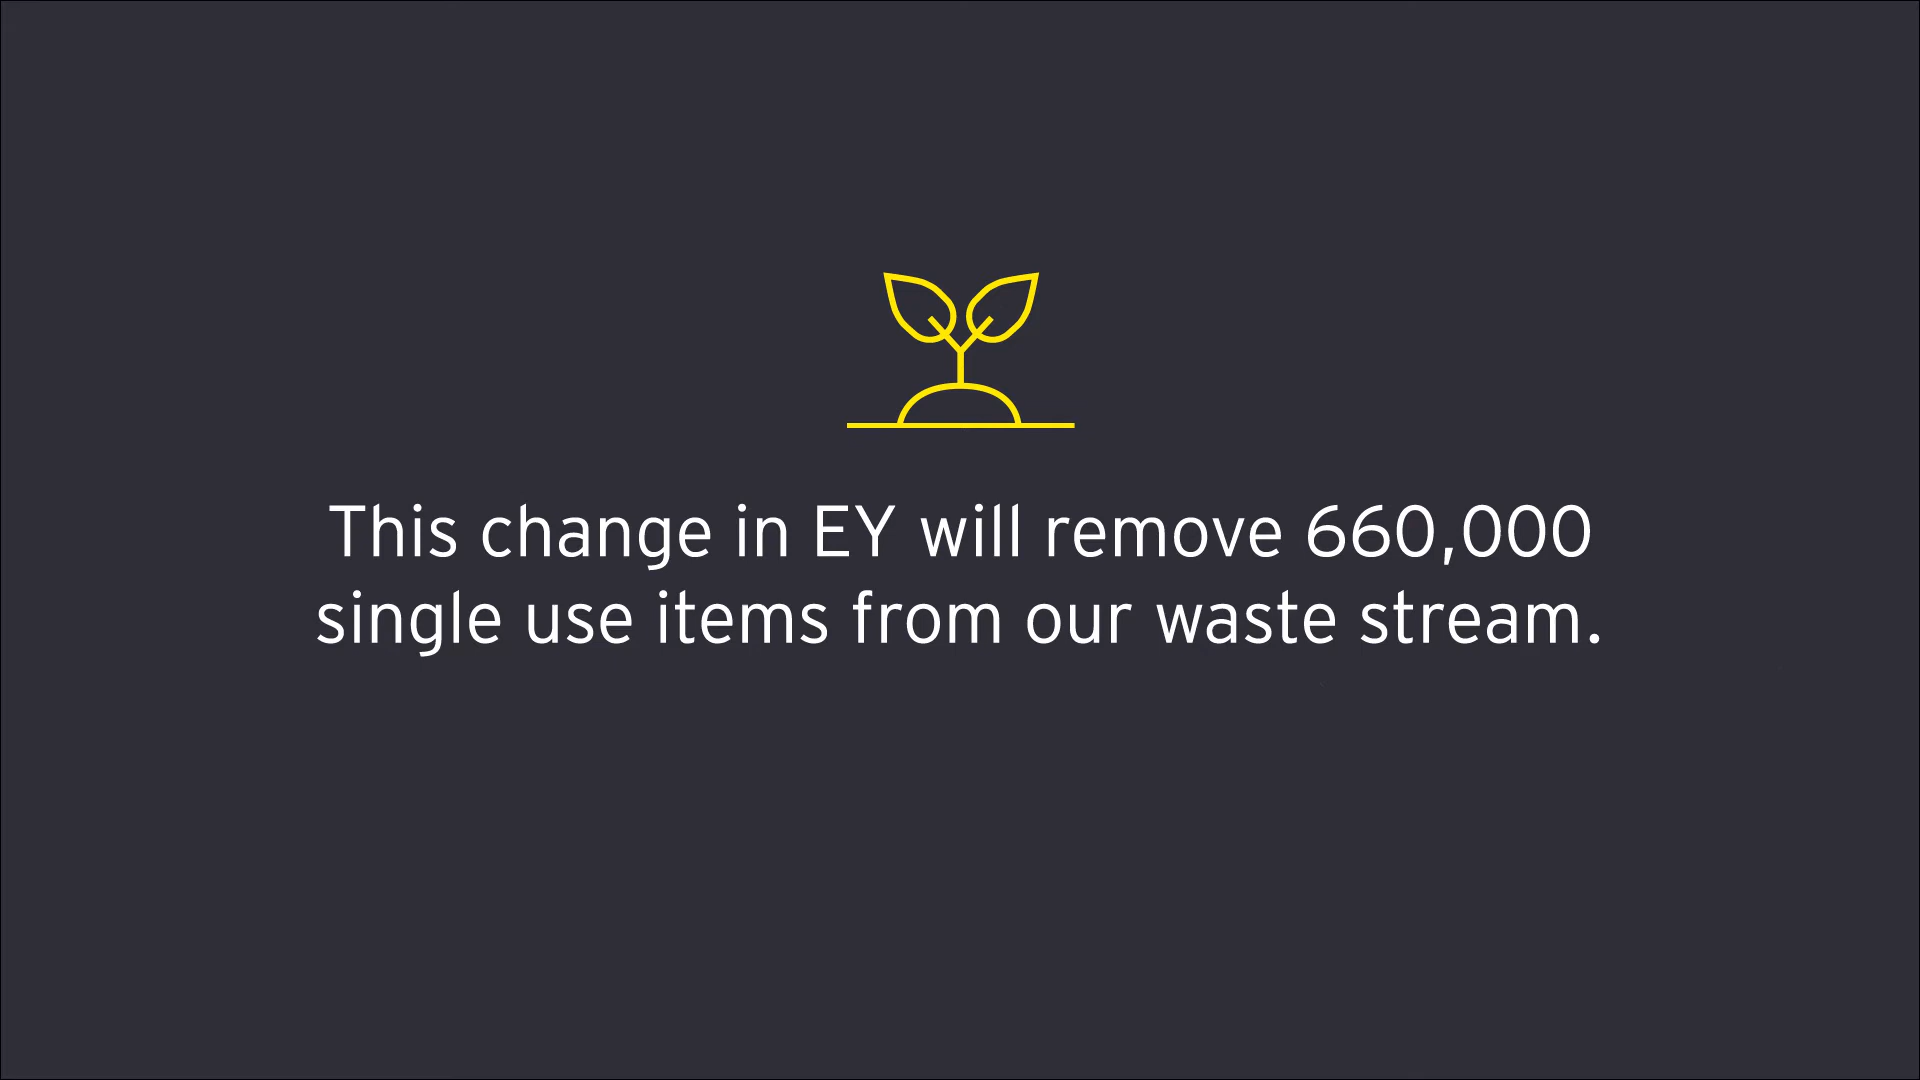 This change in EY will remove 660,000
single use items from our waste stream.